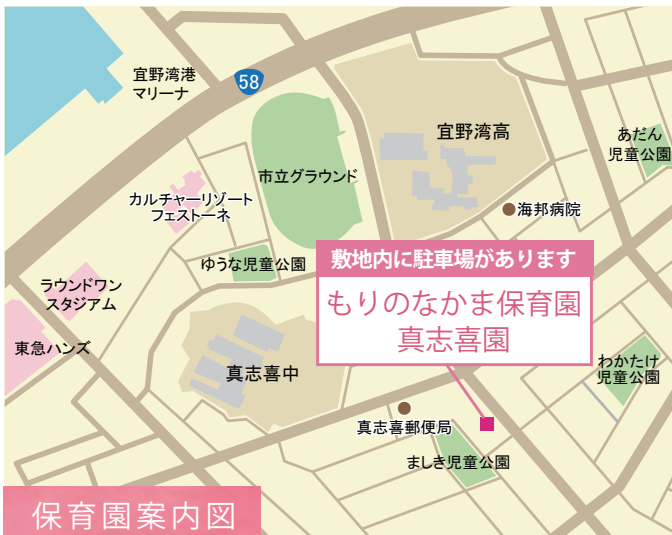 宜野湾港
マリーナ
58
宜野湾高
あだん
児童公園
市立グラウンド
カルチャーリゾート
フェストーネ
海邦病院
ゆうな児童公園
敷地内に駐車場があります
もりのなかま保育園
真志喜園
ラウンドワン
スタジアム
東急ハンズ
真志喜中
わかたけ
児童公園
真志喜郵便局
ましき児童公園
保育園案内図